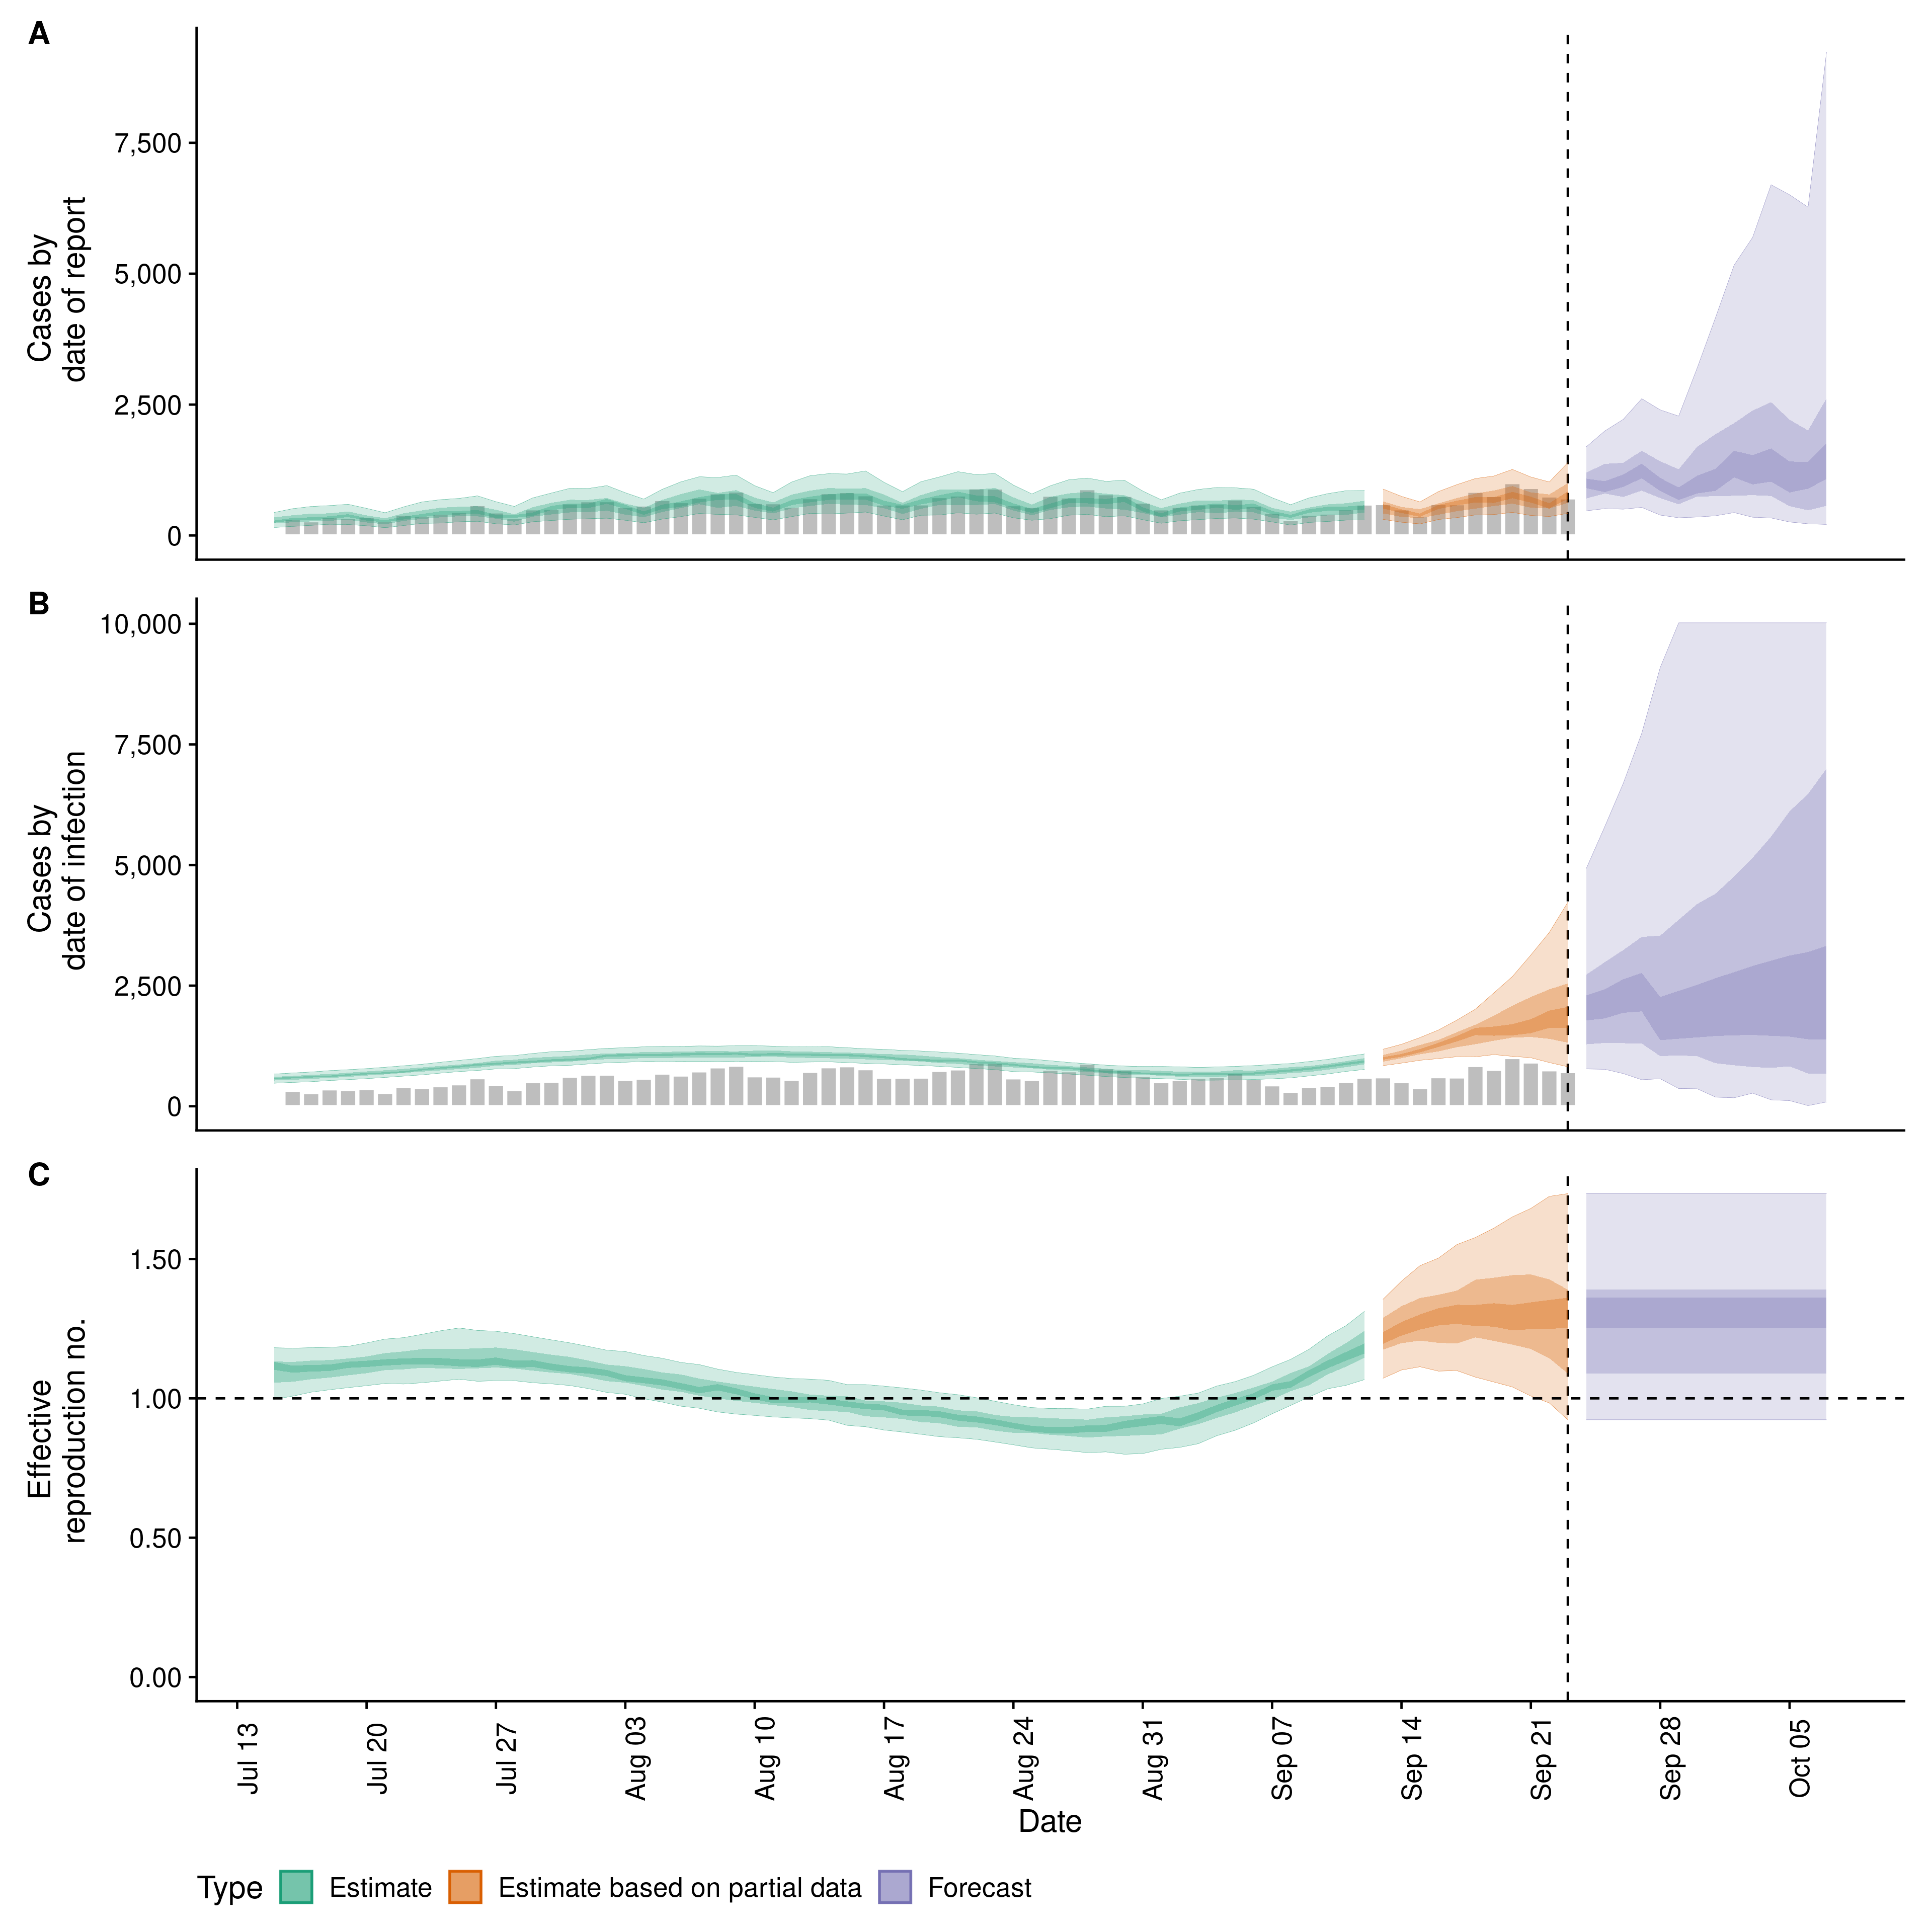 A
Cases by
date of report
7,500
5,000
2,500
0
B
Cases by
date of infection
10,000
7,500
5,000
2,500
0
C
Effective
reproduction no.
1.50
1.00
0.50
0.00
Jul 13
Jul 20
Jul 27
Aug 03
Aug 10
Aug 17
Aug 24
Aug 31
Sep 07
Sep 14
Sep 21
Sep 28
Oct 05
Date
Type Estimate Estimate based on partial data Forecast